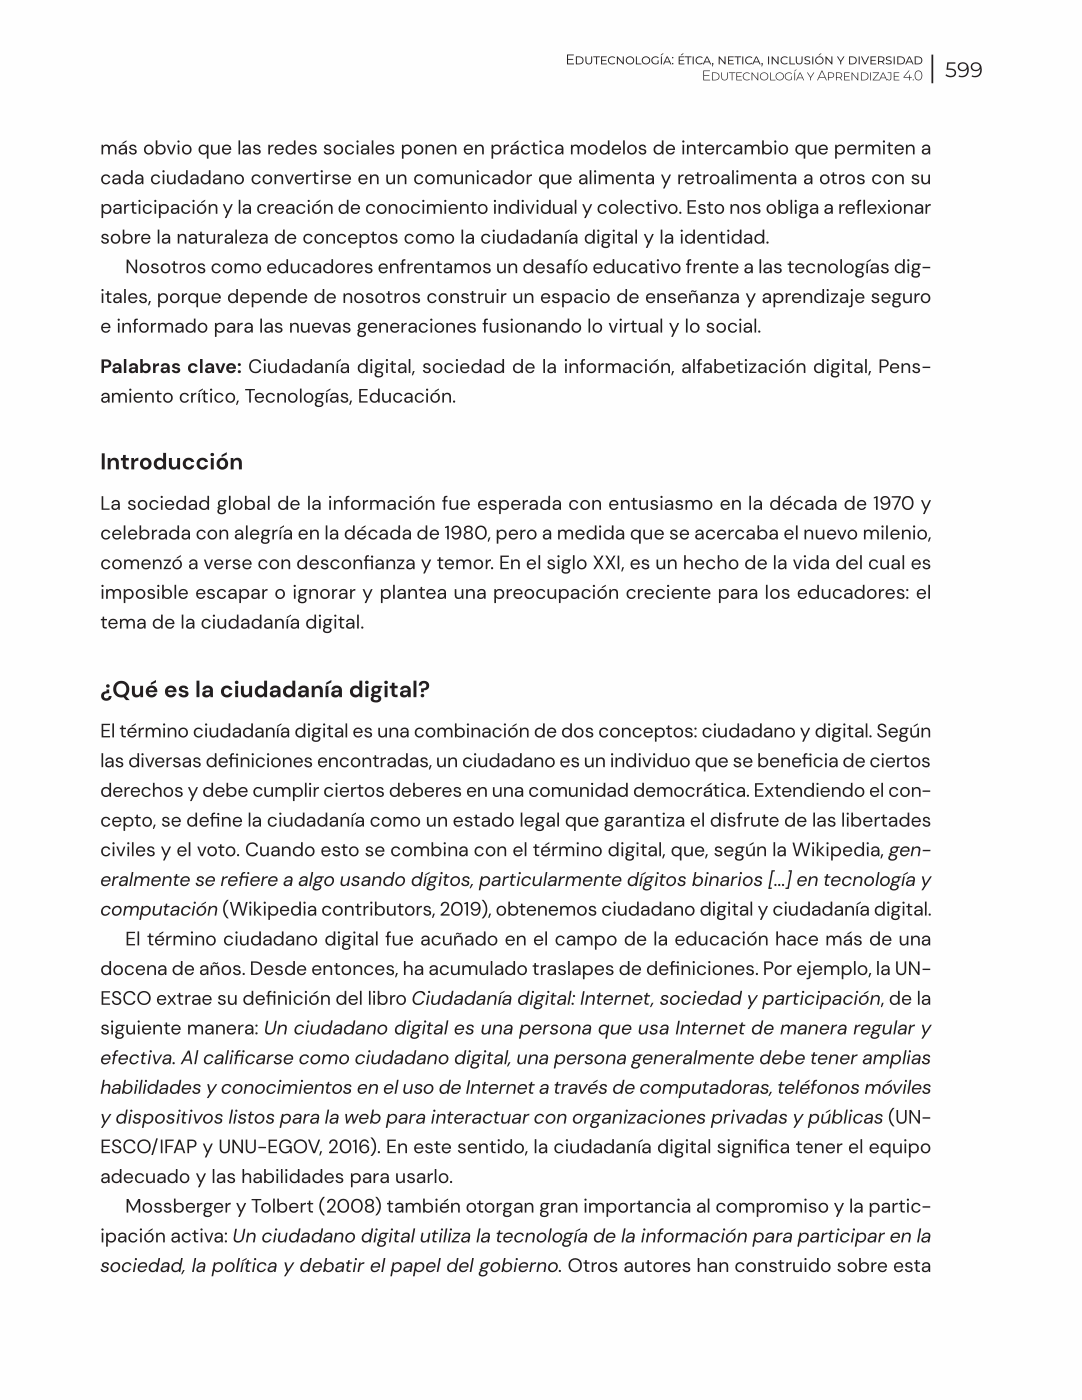 Edutecnología: ética, netica, inclusión y diversidad
Edutecnología y Aprendizaje 4.0
599
más obvio que las redes sociales ponen en práctica modelos de intercambio que permiten a
cada ciudadano convertirse en un comunicador que alimenta y retroalimenta a otros con su
participación y la creación de conocimiento individual y colectivo. Esto nos obliga a reflexionar
sobre la naturaleza de conceptos como la ciudadanía digital y la identidad.
Nosotros como educadores enfrentamos un desafío educativo frente a las tecnologías dig-
itales, porque depende de nosotros construir un espacio de enseñanza y aprendizaje seguro
e informado para las nuevas generaciones fusionando lo virtual y lo social.
Palabras clave: Ciudadanía digital, sociedad de la información, alfabetización digital, Pens-
amiento crítico, Tecnologías, Educación.
Introducción
La sociedad global de la información fue esperada con entusiasmo en la década de 1970 y
celebrada con alegría en la década de 1980, pero a medida que se acercaba el nuevo milenio,
comenzó a verse con desconfianza y temor. En el siglo XXI, es un hecho de la vida del cual es
imposible escapar o ignorar y plantea una preocupación creciente para los educadores: el
tema de la ciudadanía digital.
¿Qué es la ciudadanía digital?
El término ciudadanía digital es una combinación de dos conceptos: ciudadano y digital. Según
las diversas definiciones encontradas, un ciudadano es un individuo que se beneficia de ciertos
derechos y debe cumplir ciertos deberes en una comunidad democrática. Extendiendo el con-
cepto, se define la ciudadanía como un estado legal que garantiza el disfrute de las libertades
civiles y el voto. Cuando esto se combina con el término digital, que, según la Wikipedia, gen-
eralmente se refiere a algo usando dígitos, particularmente dígitos binarios [...] en tecnología y
computación (Wikipedia contributors, 2019), obtenemos ciudadano digital y ciudadanía digital.
El término ciudadano digital fue acuñado en el campo de la educación hace más de una
docena de años. Desde entonces, ha acumulado traslapes de definiciones. Por ejemplo, la UN-
ESCO extrae su definición del libro Ciudadanía digital: Internet, sociedad y participación, de la
siguiente manera: Un ciudadano digital es una persona que usa Internet de manera regular y
efectiva. Al calificarse como ciudadano digital, una persona generalmente debe tener amplias
habilidades y conocimientos en el uso de Internet a través de computadoras, teléfonos móviles
y dispositivos listos para la web para interactuar con organizaciones privadas y públicas (UN-
ESCO/IFAP y UNU-EGOV, 2016). En este sentido, la ciudadanía digital significa tener el equipo
adecuado y las habilidades para usarlo.
Mossberger y Tolbert (2008) también otorgan gran importancia al compromiso y la partic-
ipación activa: Un ciudadano digital utiliza la tecnología de la información para participar en la
sociedad, la política y debatir el papel del gobierno. Otros autores han construido sobre esta